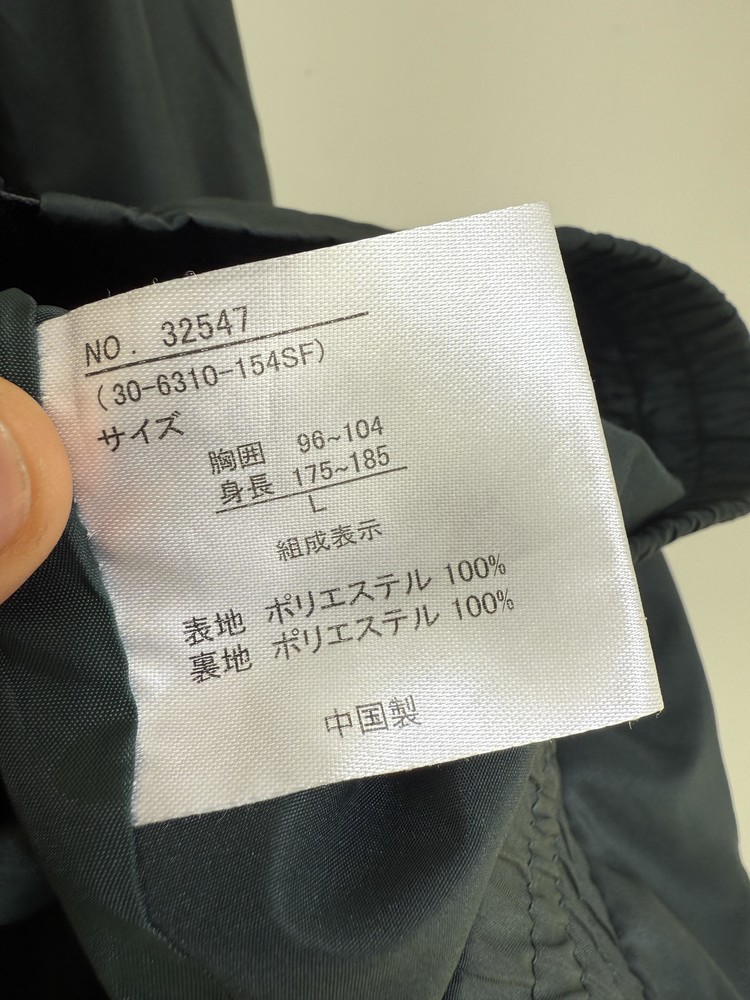 NO. 32547
(30-6310-154SF)
サイズ
胸囲 96~104
身長 175~185
L
組成表示
表地 ポリエステル 100%
裏地 ポリエステル 100%
中国製